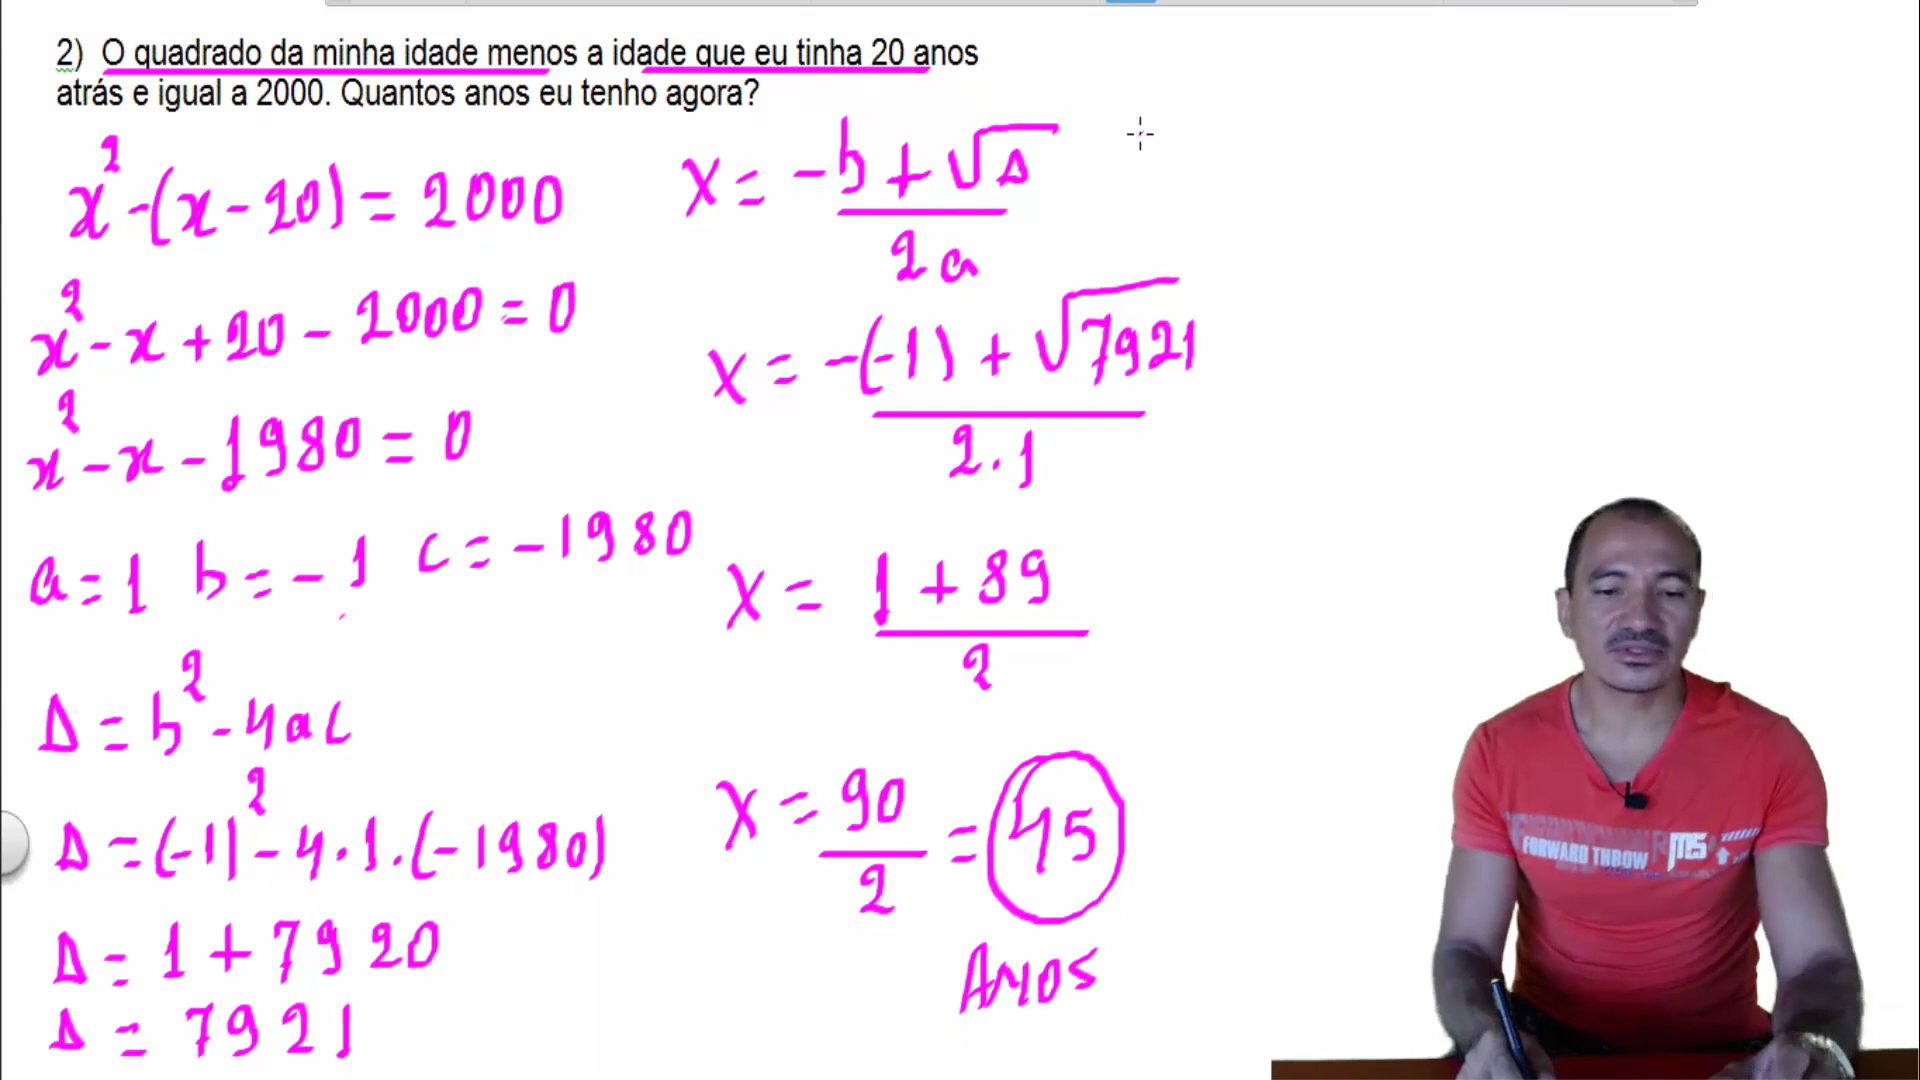 2) O quadrado da minha idade menos a idade que eu tinha 20 anos
atrás e igual a 2000. Quantos anos eu tenho agora?
x² - (x - 20) = 2000
x² - x + 20 - 2000 = 0
x² - x - 1980 = 0
a = 1 b = -1 c = -1980
Δ = b² - 4ac
Δ = (-1)² - 4 . 1 . (-1980)
Δ = 1 + 7920
Δ = 7921
X = -b + √Δ
2a
X = -(-1) + √7921
2 . 1
X = 1 + 89
2
X = 90 = 45
2
Anos
FORWARD THROW